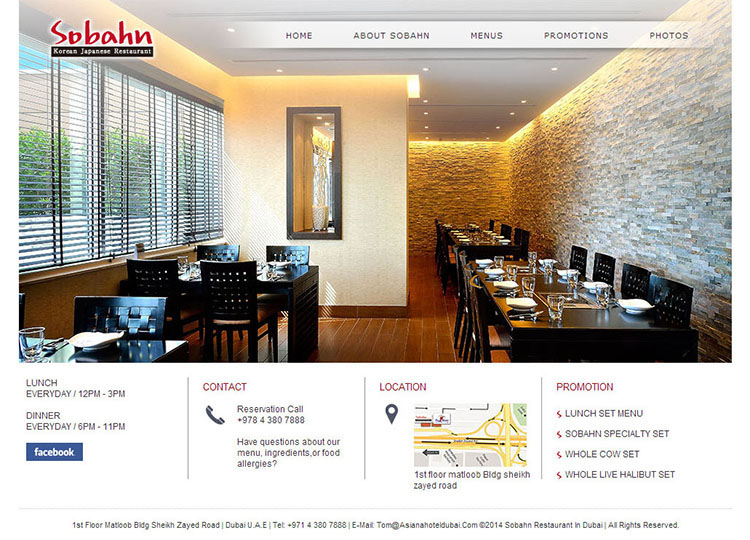 Sobahn
Korean Japanese Restaurant
HOME
ABOUT SOBAHN
MENUS
PROMOTIONS
PHOTOS
LUNCH
EVERYDAY / 12PM - 3PM
DINNER
EVERYDAY / 6PM - 11PM
facebook
CONTACT
Reservation Call
+978 4 380 7888
Have questions about our
menu, ingredients,or food
allergies?
LOCATION
1st floor matloob Bldg sheikh
zayed road
PROMOTION
LUNCH SET MENU
SOBAHN SPECIALTY SET
WHOLE COW SET
WHOLE LIVE HALIBUT SET
1st Floor Matloob Bldg Sheikh Zayed Road | Dubai U.A.E | Tel: +971 4 380 7888 | E-Mail: Tom@Asianahoteldubai.Com ©2014 Sobahn Restaurant In Dubai | All Rights Reserved.